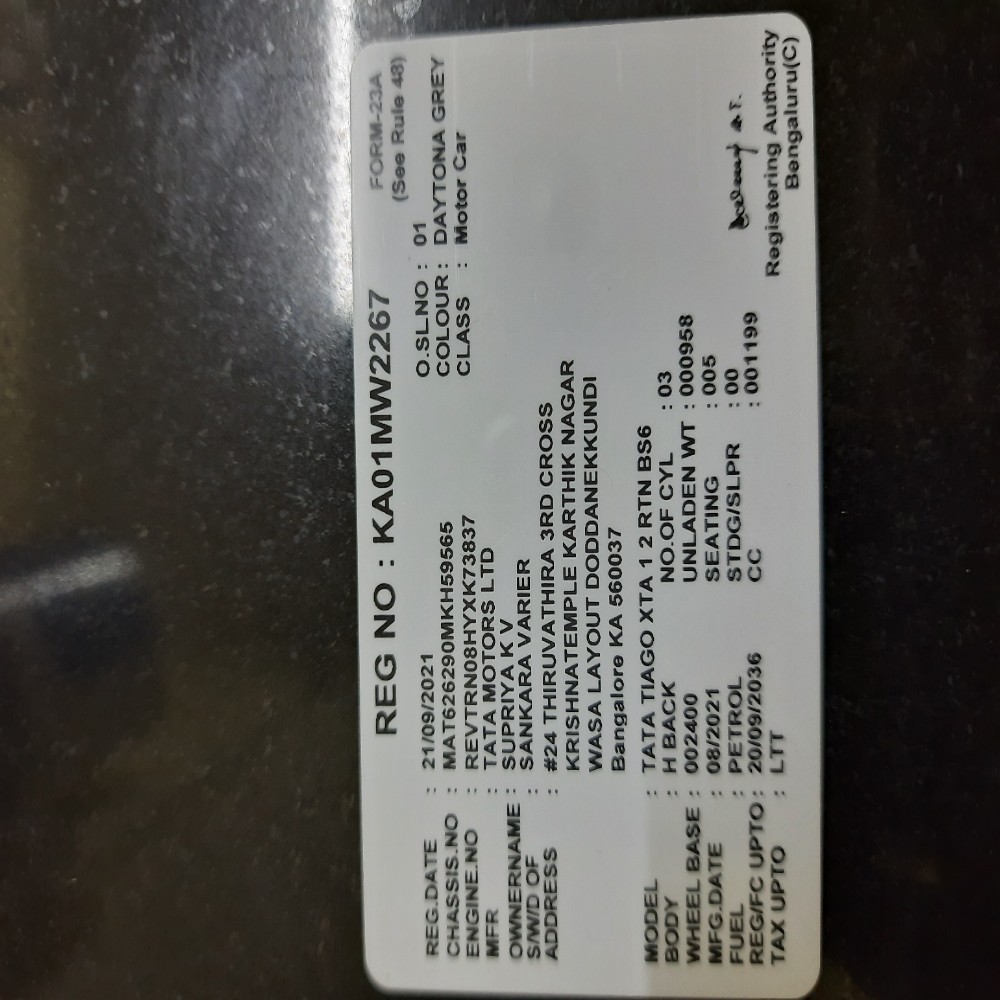 FORM-23A
(See Rule 48)
REG NO : KA01MW2267
REG.DATE : 21/09/2021 O.SLNO : 01
CHASSIS.NO : MAT626290MKH59565 COLOUR : DAYTONA GREY
ENGINE.NO : REVTRN08HYXK73837 CLASS : Motor Car
MFR : TATA MOTORS LTD
OWNERNAME : SUPRIYA K V
S/W/D OF : SANKARA VARIER
ADDRESS : #24 THIRUVATHIRA 3RD CROSS
KRISHNATEMPLE KARTHIK NAGAR
WASA LAYOUT DODDANEKKUNDI
Bangalore KA 560037
MODEL : TATA TIAGO XTA 1 2 RTN BS6
BODY : H BACK NO.OF CYL : 03
WHEEL BASE : 002400 UNLADEN WT : 000958
MFG.DATE : 08/2021 SEATING : 005
FUEL : PETROL STDG/SLPR : 00
REG/FC UPTO : 20/09/2036 CC : 001199
TAX UPTO : LTT
Registering Authority
Bengaluru(C)